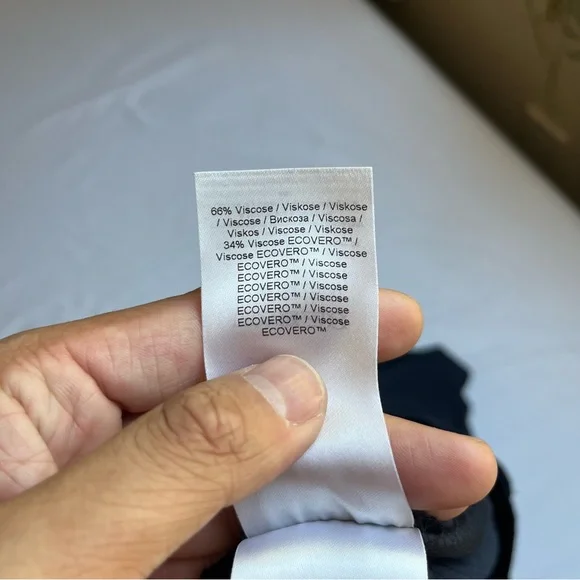 66% Viscose / Viskose / Viskose
/ Viscose / Вискоза / Viscosa /
Viskos / Viscose / Viskose
34% Viscose ECOVERO™ /
Viscose ECOVERO™ / Viscose
ECOVERO™ / Viscose
ECOVERO™ / Viscose
ECOVERO™ / Viscose
ECOVERO™ / Viscose
ECOVERO™ / Viscose
ECOVERO™ / Viscose
ECOVERO™